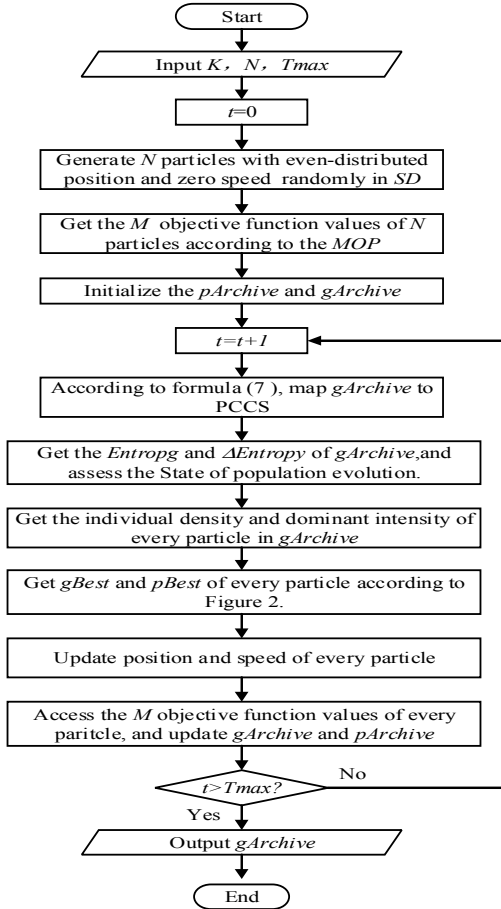 Start
Input K, N, Tmax
t=0
Generate N particles with even-distributed
position and zero speed randomly in SD
Get the M objective function values of N
particles according to the MOP
Initialize the pArchive and gArchive
t=t+1
According to formula (7 ), map gArchive to
PCCS
Get the Entropg and ΔEntropy of gArchive,and
assess the State of population evolution.
Get the individual density and dominant intensity of
every particle in gArchive
Get gBest and pBest of every particle according to
Figure 2.
Update position and speed of every particle
Access the M objective function values of every
paritcle, and update gArchive and pArchive
t>Tmax?
No
Yes
Output gArchive
End